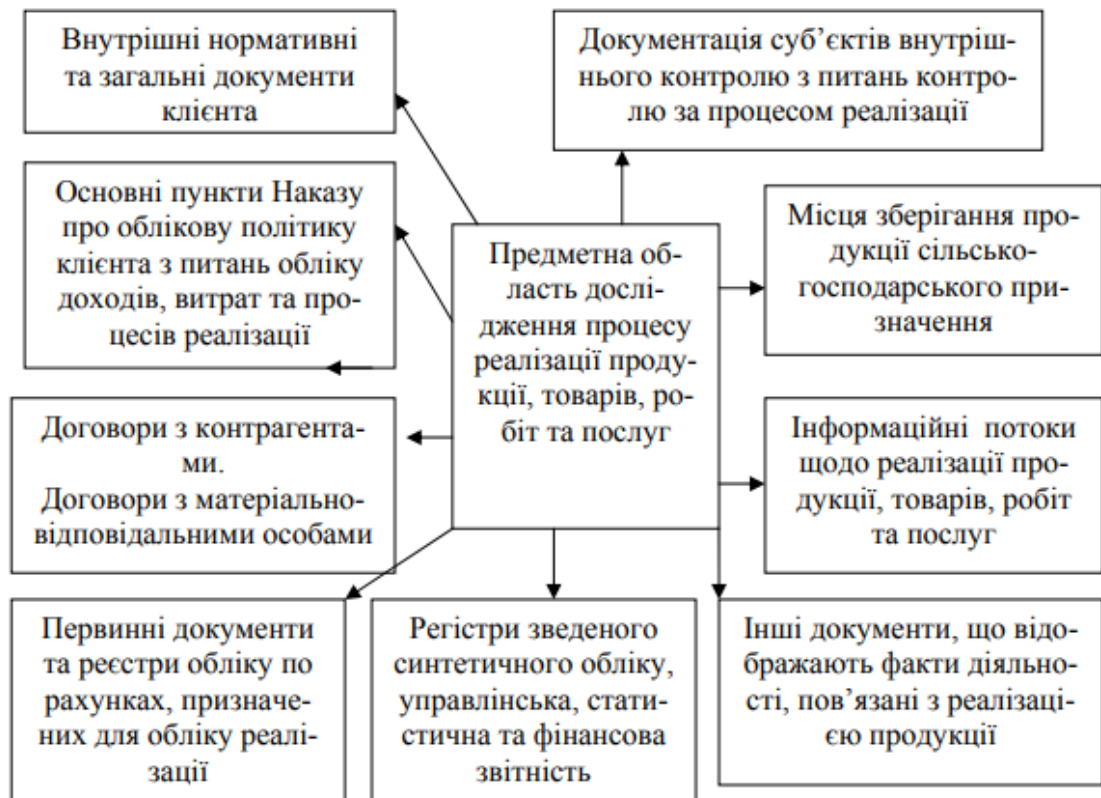 Внутрішні нормативні
та загальні документи
клієнта
Документація суб’єктів внутріш-
нього контролю з питань контро-
лю за процесом реалізації
Основні пункти Наказу
про облікову політику
клієнта з питань обліку
доходів, витрат та про-
цесів реалізації
Предметна об-
ласть дослі-
дження процесу
реалізації проду-
кції, товарів, ро-
біт та послуг
Місця зберігання про-
дукції сільсько-
господарського при-
значення
Договори з контрагента-
ми.
Договори з матеріально-
відповідальними особами
Інформаційні потоки
щодо реалізації про-
дукції, товарів, робіт
та послуг
Первинні документи
та реєстри обліку по
рахунках, призначе-
них для обліку реалі-
зації
Регістри зведеного
синтетичного обліку,
управлінська, стати-
стична та фінансова
звітність
Інші документи, що відо-
бражають факти діяльно-
сті, пов’язані з реалізаці-
єю продукції